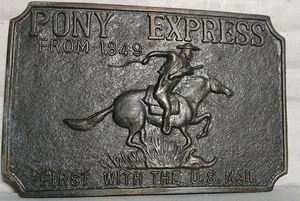 PONY EXPRESS
FROM 1849
FIRST WITH THE U.S. MAIL